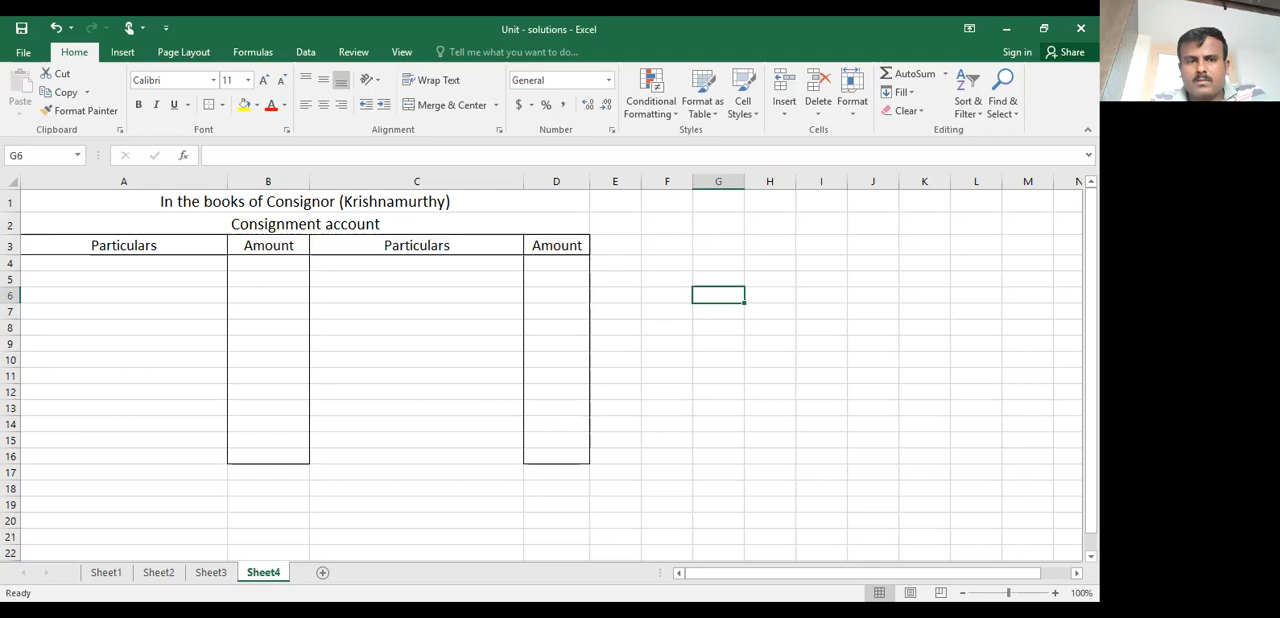 Unit - solutions - Excel
File Home Insert Page Layout Formulas Data Review View Tell me what you want to do... Sign in Share
Paste Cut Copy Format Painter Clipboard
Calibri 11 A A B I U A Font
Wrap Text Merge & Center Alignment
General $ % , Number
Conditional Formatting Format as Table Cell Styles Styles
Insert Delete Format Cells
AutoSum Fill Clear Sort & Filter Find & Select Editing
G6 fx
A B C D E F G H I J K L M N
1 In the books of Consignor (Krishnamurthy)
2 Consignment account
3 Particulars Amount Particulars Amount
4
5
6
7
8
9
10
11
12
13
14
15
16
17
18
19
20
21
22
Sheet1 Sheet2 Sheet3 Sheet4
Ready 100%